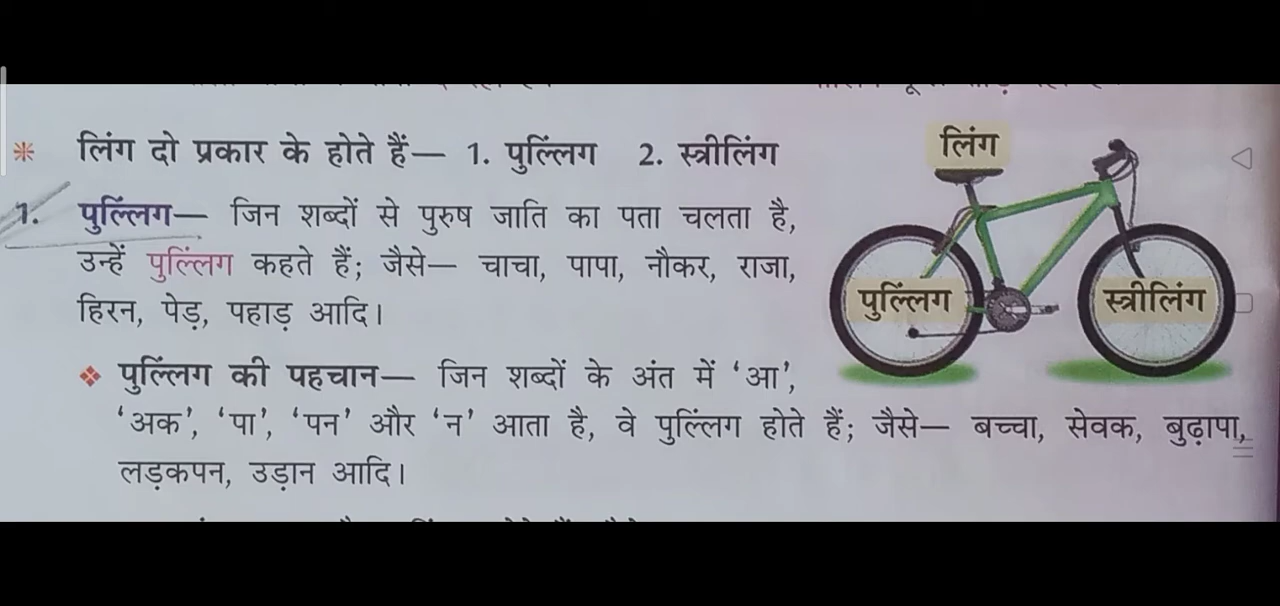 * लिंग दो प्रकार के होते हैं— 1. पुल्लिंग 2. स्त्रीलिंग
1. पुल्लिंग— जिन शब्दों से पुरुष जाति का पता चलता है,
उन्हें पुल्लिंग कहते हैं; जैसे— चाचा, पापा, नौकर, राजा,
हिरन, पेड़, पहाड़ आदि।
लिंग
पुल्लिंग
स्त्रीलिंग
❖ पुल्लिंग की पहचान— जिन शब्दों के अंत में ‘आ’,
‘अक’, ‘पा’, ‘पन’ और ‘न’ आता है, वे पुल्लिंग होते हैं; जैसे— बच्चा, सेवक, बुढ़ापा,
लड़कपन, उड़ान आदि।